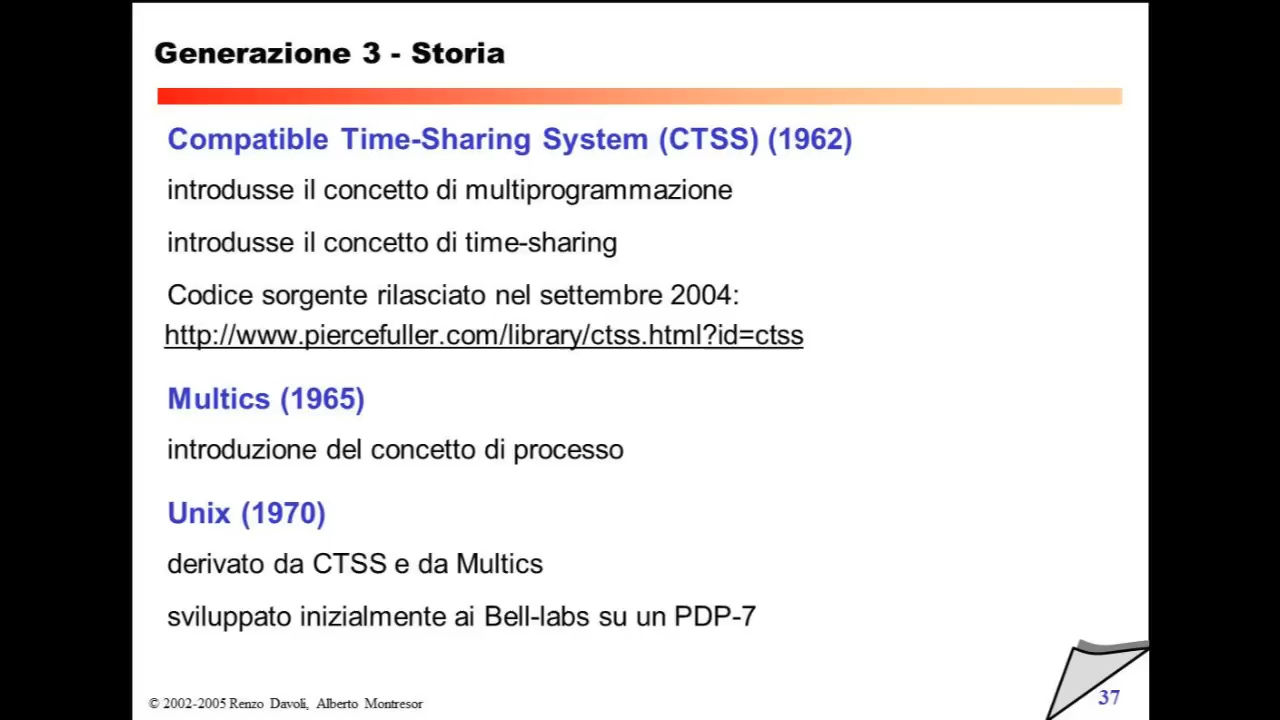 Generazione 3 - Storia
Compatible Time-Sharing System (CTSS) (1962)
introdusse il concetto di multiprogrammazione
introdusse il concetto di time-sharing
Codice sorgente rilasciato nel settembre 2004:
http://www.piercefuller.com/library/ctss.html?id=ctss
Multics (1965)
introduzione del concetto di processo
Unix (1970)
derivato da CTSS e da Multics
sviluppato inizialmente ai Bell-labs su un PDP-7
© 2002-2005 Renzo Davoli, Alberto Montresor
37